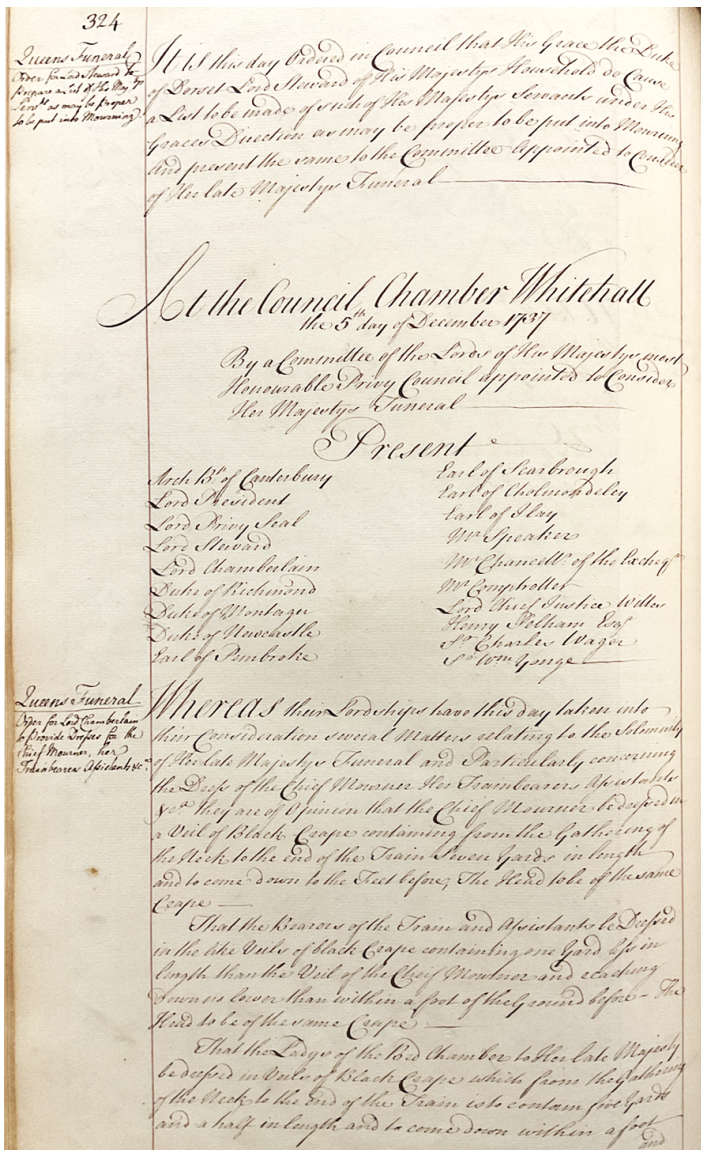 324
Queens Funeral
Order for Lord Steward to
prepare a List of His Maj.tys
Serv.ts as may be proper
to be put into Mourning.
It is this day Ordered in Council that His Grace the Duke
of Dorset Lord Steward of His Majestys Household do Cause
a List to be made of such of His Majestys Servants under His
Graces Direction as may be proper to be put into Mourning
And present the same to the Committee Appointed to Consider
of Her late Majestys Funeral
At the Council Chamber Whitehall
the 5th day of December 1737
By a Committee of the Lords of His Majestys most
Honourable Privy Council appointed to Consider
Her Majestys Funeral
Present
Arch Bp. of Canterbury
Lord President
Lord Privy Seal
Lord Steward
Lord Chamberlain
Duke of Richmond
Duke of Montague
Duke of Newcastle
Earl of Pembroke
Earl of Scarbrough
Earl of Cholmondeley
Earl of Ilay
Mr Speaker
Mr Chancellr. of the Excheqr
Mr Comptroller
Lord Chief Justice Willes
Henry Pelham Esqr
Sr. Charles Wager
Sr. Wm. Yonge
Queens Funeral
Order for Lord Chamberlain
to Provide Dresses for the
Chief Mourner, her
Trainbearers Assistants &c.a
Whereas their Lordships have this day taken into
their Consideration several Matters relating to the Solemnity
of Her late Majestys Funeral and Particularly concerning
the Dress of the Chief Mourner Her Trainbearers Assistants
&ca. they are of Opinion that the Chief Mourner be dressed in
a Veil of Black Crape containing from the Gathering of
the Neck to the end of the Train Seven Yards in length
and to come down to the Feet before, The Head to be of the same
Crape
That the Bearers of the Train and Assistants be Dressed
in the like Veils of black Crape containing one Yard less in
length than the Veil of the Chief Mourner and reaching
down no lower than within a foot of the Ground before - The
Head to be of the same Crape
That the Ladys of the Bed Chamber to Her late Majesty
be dressed in Veils of Black Crape which from the Gathering
of the Neck to the end of the Train is to contain five Yards
and a half in length and to come down within a foot
and